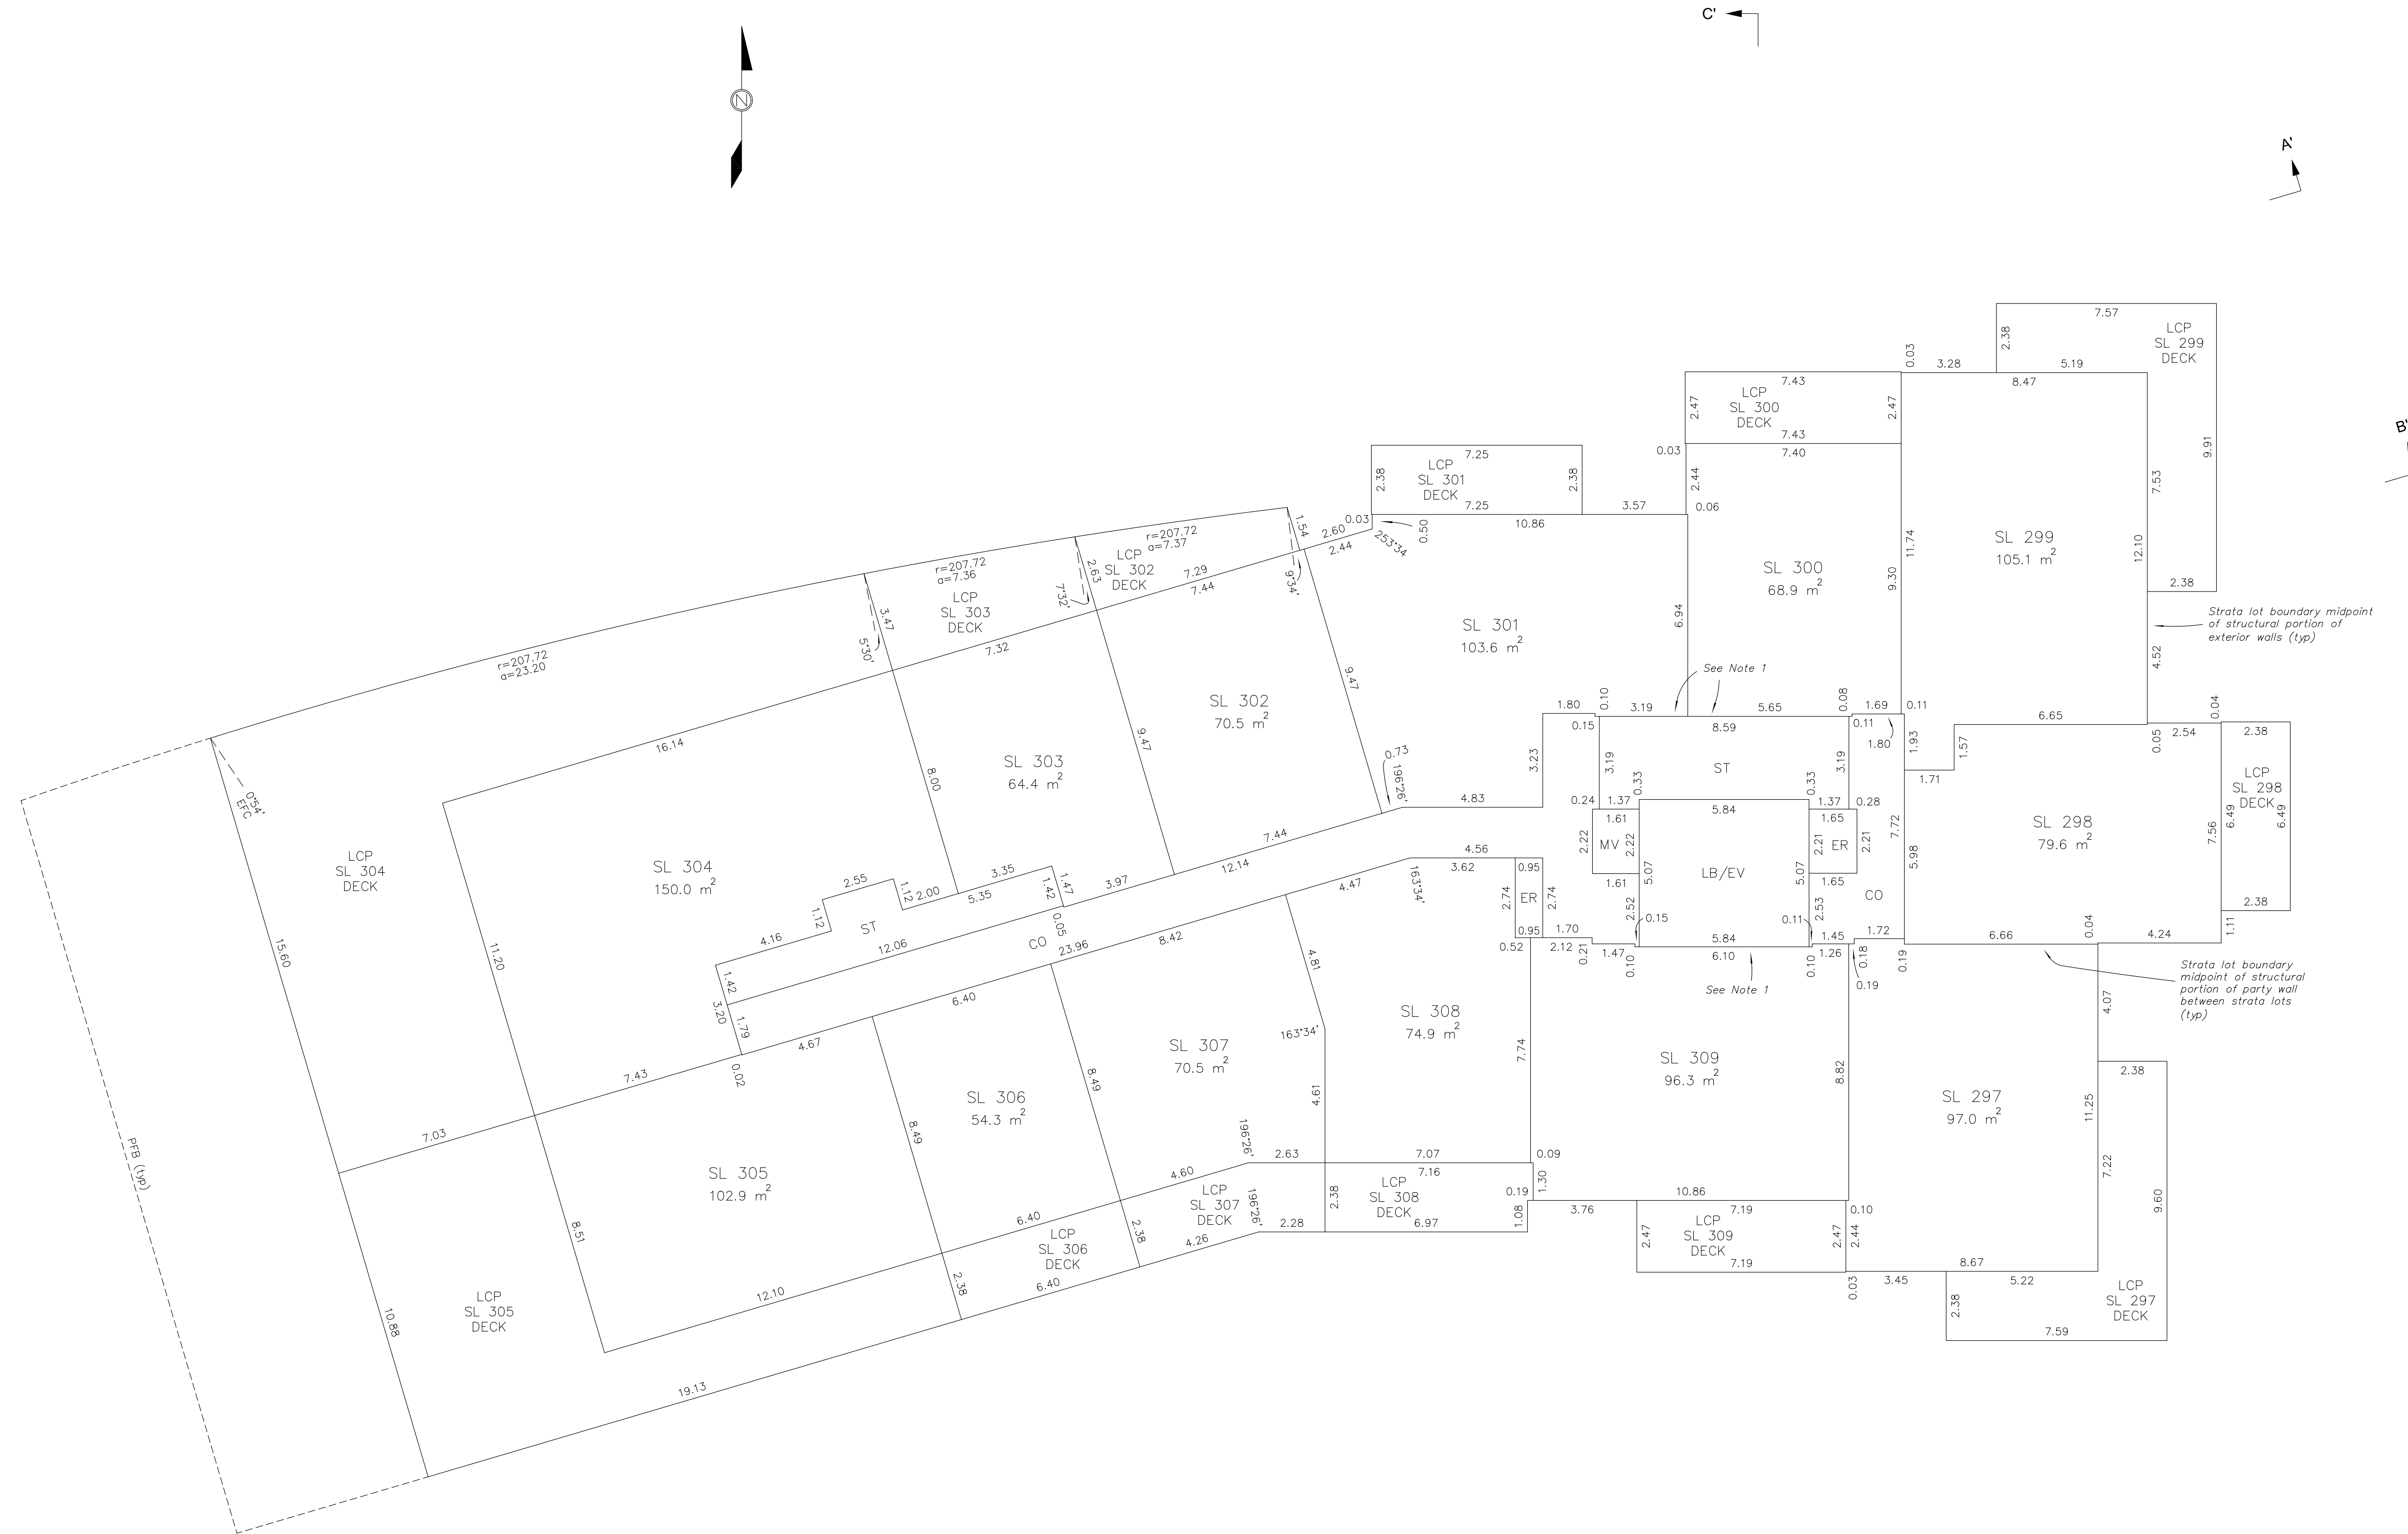 C'
N
A'
B'
7.57
LCP
SL 299
DECK
2.38
0.03
3.28
5.19
8.47
9.91
7.53
12.10
2.38
4.52
SL 299
105.1 m2
11.74
Strata lot boundary midpoint
of structural portion of
exterior walls (typ)
7.43
LCP
SL 300
DECK
2.47
2.47
7.43
7.40
0.03
2.44
0.06
SL 300
68.9 m2
9.30
6.94
7.25
LCP
SL 301
DECK
2.38
2.38
7.25
3.57
10.86
0.03
0.50
253°34
2.60
2.44
SL 301
103.6 m2
9.47
See Note 1
1.80
0.10
0.15
3.19
5.65
8.59
0.08
0.11
1.69
0.11
1.80
1.93
1.57
1.71
6.65
0.05
2.54
0.04
2.38
3.23
4.83
0.73
196°26'
r=207.72
a=7.37
1.54
9°34'
LCP
SL 302
DECK
7.29
7.44
2.63
7°32'
SL 302
70.5 m2
9.47
7.44
r=207.72
a=7.36
LCP
SL 303
DECK
3.47
5°30'
7.32
SL 303
64.4 m2
8.00
r=207.72
a=23.20
0°54'
EFC
16.14
LCP
SL 304
DECK
SL 304
150.0 m2
15.60
11.20
2.55
1.12
1.12
2.00
3.35
5.35
1.42
1.47
3.97
12.14
4.16
ST
12.06
0.05
CO
23.96
1.42
3.20
1.79
0.02
4.67
7.43
7.03
6.40
8.42
4.47
163°34'
3.19
3.19
ST
0.33
0.33
0.24
1.37
5.84
1.37
0.28
1.61
1.65
2.22
MV
2.22
2.21
ER
2.21
5.07
LB/EV
5.07
1.61
1.65
CO
2.52
0.15
0.11
2.53
5.84
6.10
0.10
0.10
1.45
1.26
1.72
0.18
0.19
0.19
7.72
5.98
See Note 1
4.56
3.62
0.95
2.74
ER
2.74
0.95
0.52
1.70
2.12
0.21
1.47
SL 298
79.6 m2
7.56
6.49
6.49
LCP
SL 298
DECK
2.38
1.11
6.66
0.04
4.24
Strata lot boundary
midpoint of structural
portion of party wall
between strata lots
(typ)
4.07
2.38
SL 297
97.0 m2
11.25
7.22
9.60
8.82
SL 309
96.3 m2
7.74
SL 308
74.9 m2
4.81
163°34'
4.61
SL 307
70.5 m2
8.49
SL 306
54.3 m2
8.49
SL 305
102.9 m2
8.51
PFB (typ)
196°26'
2.63
7.07
7.16
0.09
1.30
0.19
LCP
SL 308
DECK
2.38
6.97
1.08
3.76
10.86
7.19
0.10
LCP
SL 309
DECK
2.47
2.47
2.44
7.19
0.03
3.45
8.67
5.22
2.38
LCP
SL 297
DECK
7.59
4.60
LCP
SL 307
DECK
196°26'
2.28
4.26
2.38
6.40
LCP
SL 306
DECK
2.38
6.40
12.10
LCP
SL 305
DECK
10.88
19.13